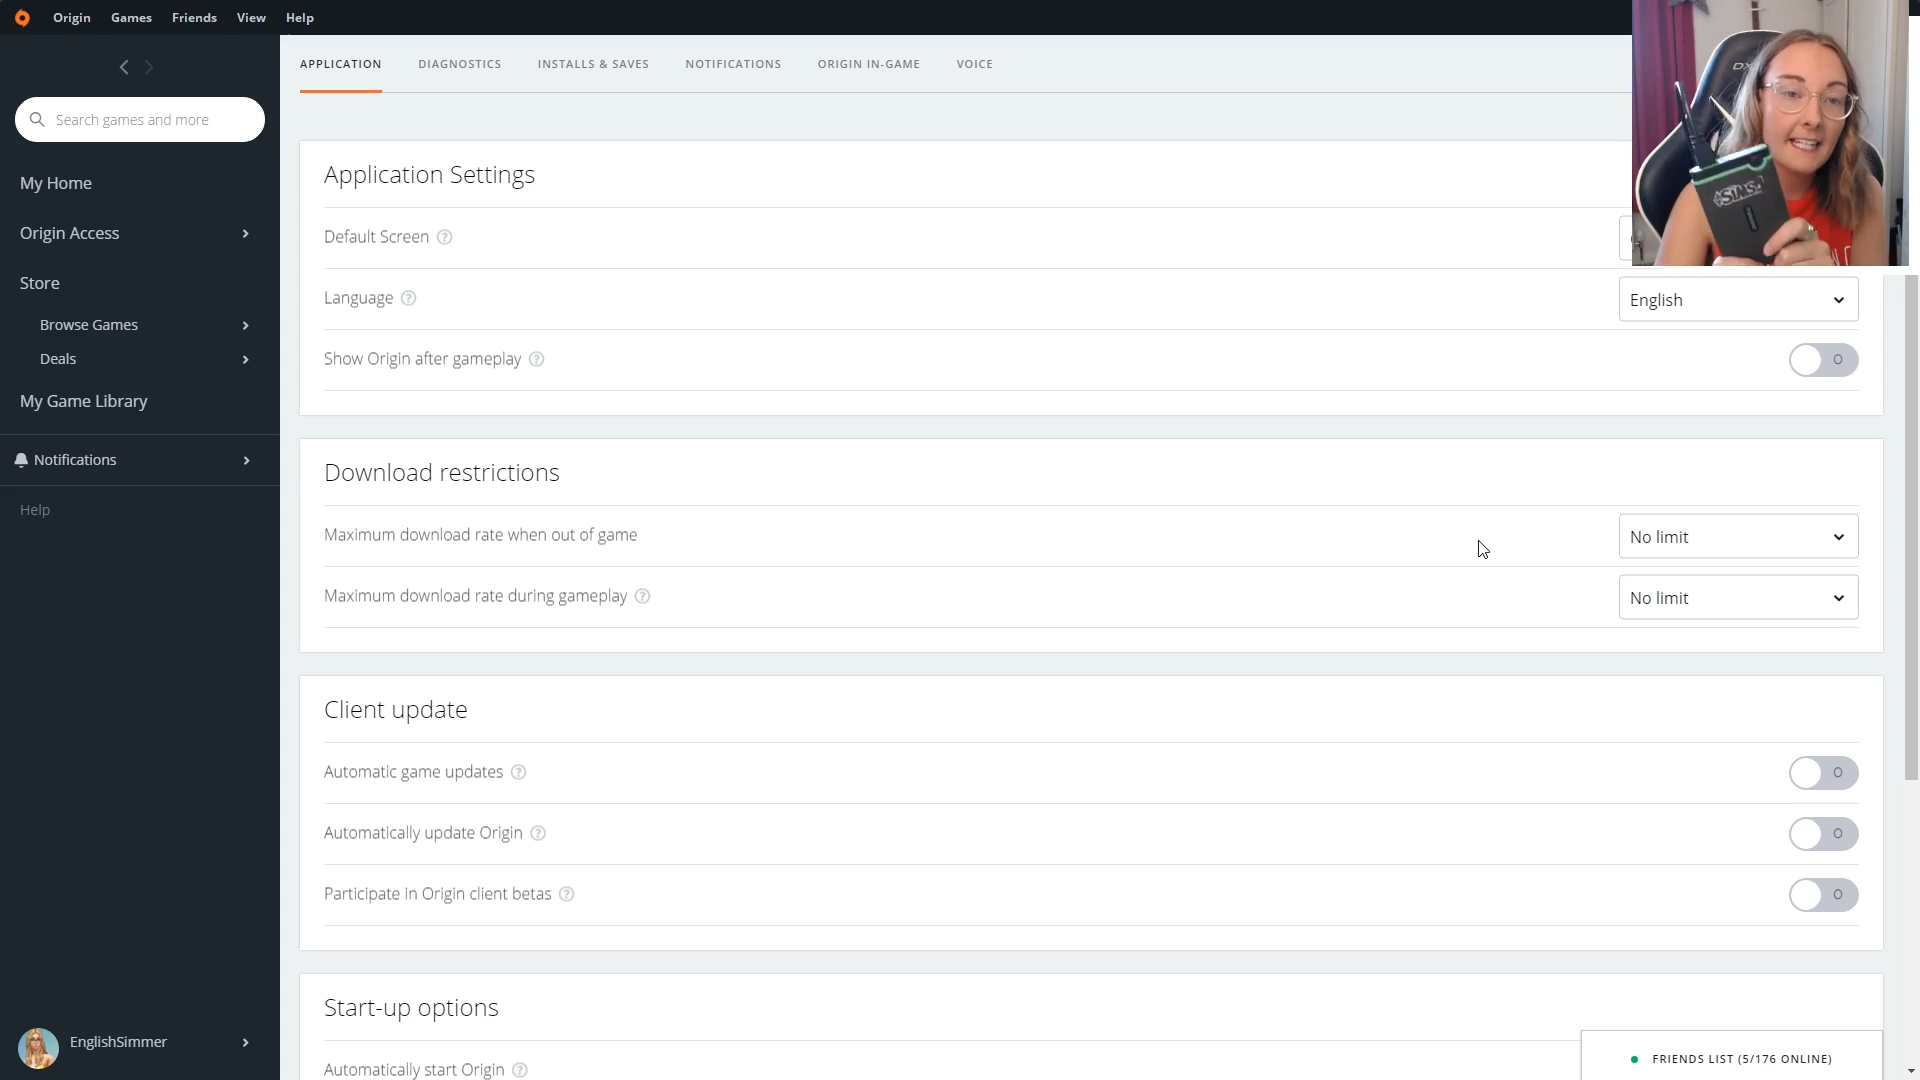 Origin Games Friends View Help
APPLICATION DIAGNOSTICS INSTALLS & SAVES NOTIFICATIONS ORIGIN IN-GAME VOICE
Search games and more
My Home
Origin Access
Store
Browse Games
Deals
My Game Library
Notifications
Help
EnglishSimmer
Application Settings
Default Screen ?
Language ? English
Show Origin after gameplay ?
Download restrictions
Maximum download rate when out of game No limit
Maximum download rate during gameplay ? No limit
Client update
Automatic game updates ?
Automatically update Origin ?
Participate in Origin client betas ?
Start-up options
Automatically start Origin ?
FRIENDS LIST (5/176 ONLINE)